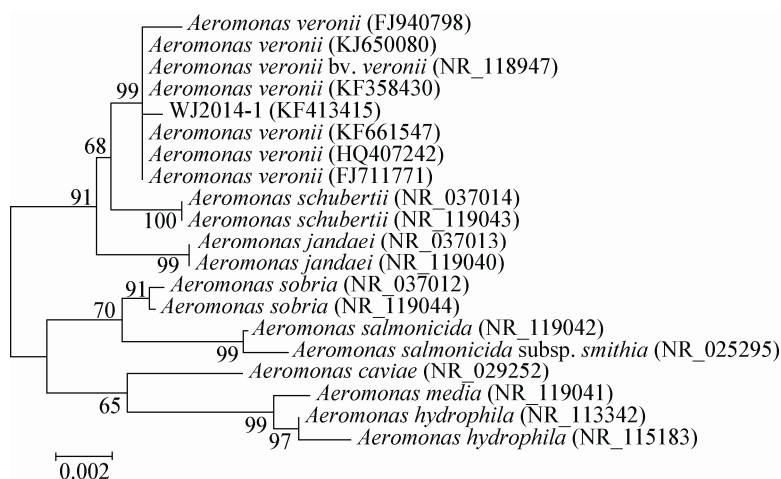 Aeromonas veronii (FJ940798)
Aeromonas veronii (KJ650080)
Aeromonas veronii bv. veronii (NR_118947)
99
Aeromonas veronii (KF358430)
WJ2014-1 (KF413415)
Aeromonas veronii (KF661547)
68
Aeromonas veronii (HQ407242)
Aeromonas veronii (FJ711771)
91
Aeromonas schubertii (NR_037014)
100
Aeromonas schubertii (NR_119043)
Aeromonas jandaei (NR_037013)
99
Aeromonas jandaei (NR_119040)
91
Aeromonas sobria (NR_037012)
70
Aeromonas sobria (NR_119044)
Aeromonas salmonicida (NR_119042)
99
Aeromonas salmonicida subsp. smithia (NR_025295)
Aeromonas caviae (NR_029252)
65
Aeromonas media (NR_119041)
99
Aeromonas hydrophila (NR_113342)
97
Aeromonas hydrophila (NR_115183)
0.002